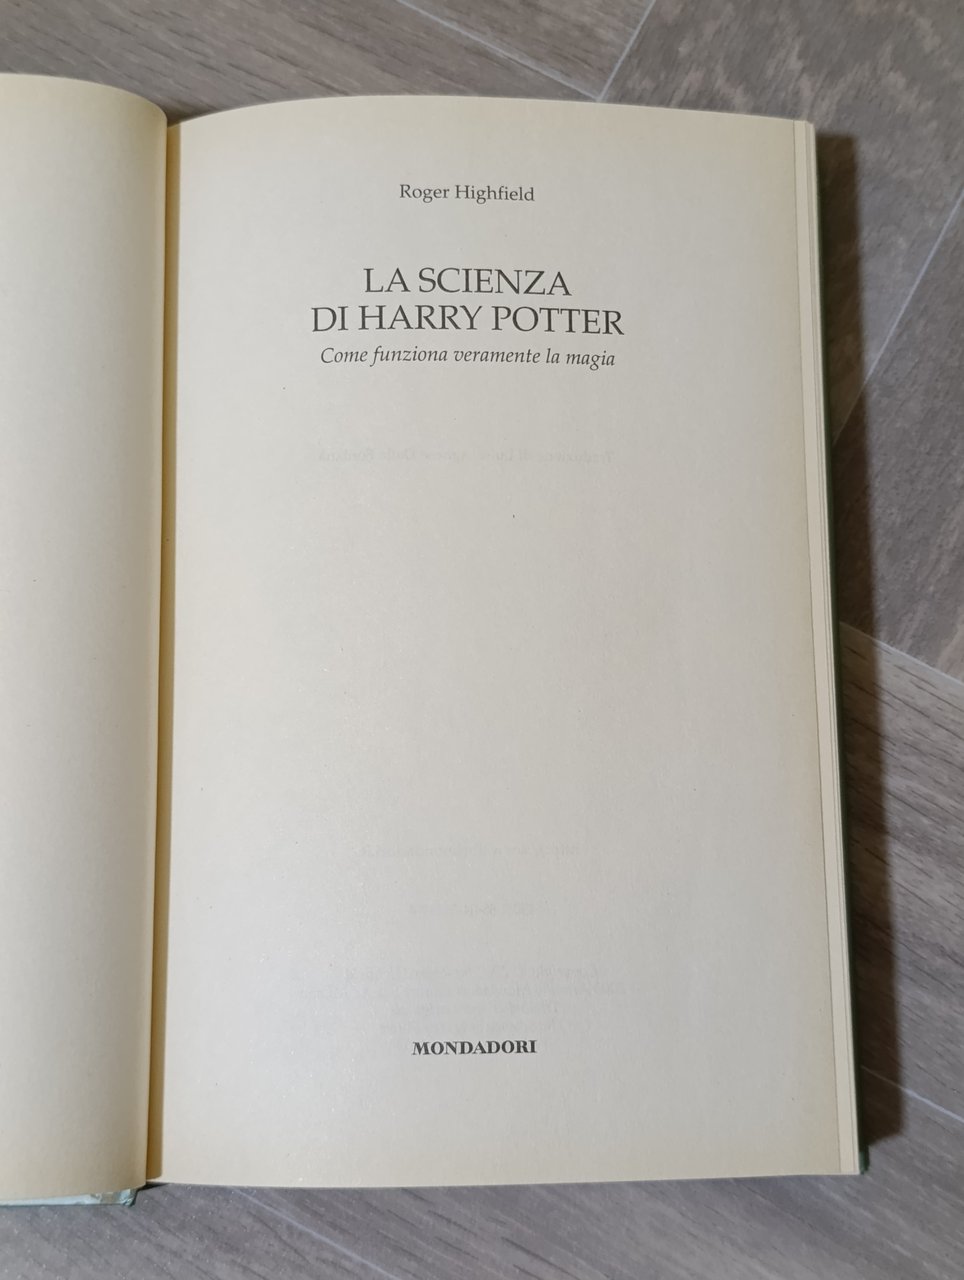 Roger Highfield
LA SCIENZA
DI HARRY POTTER
Come funziona veramente la magia
MONDADORI